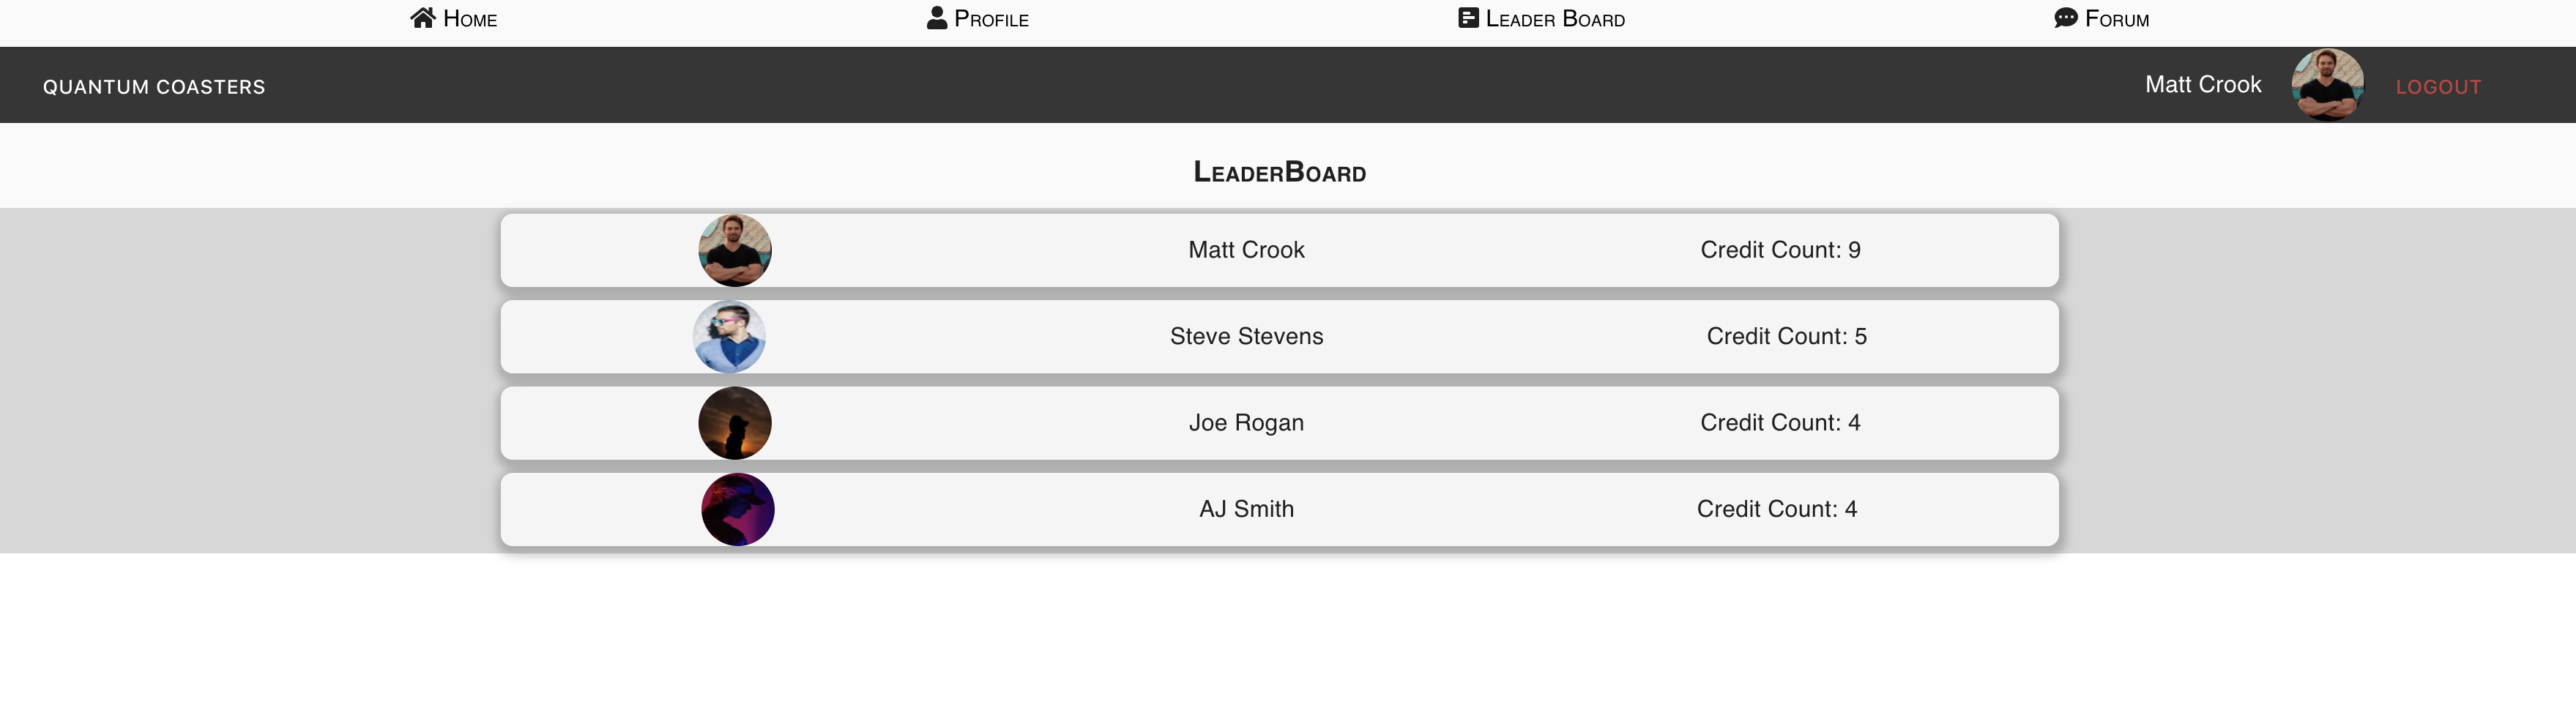 Home Profile Leader Board Forum
QUANTUM COASTERS Matt Crook LOGOUT
LeaderBoard
Matt Crook Credit Count: 9
Steve Stevens Credit Count: 5
Joe Rogan Credit Count: 4
AJ Smith Credit Count: 4